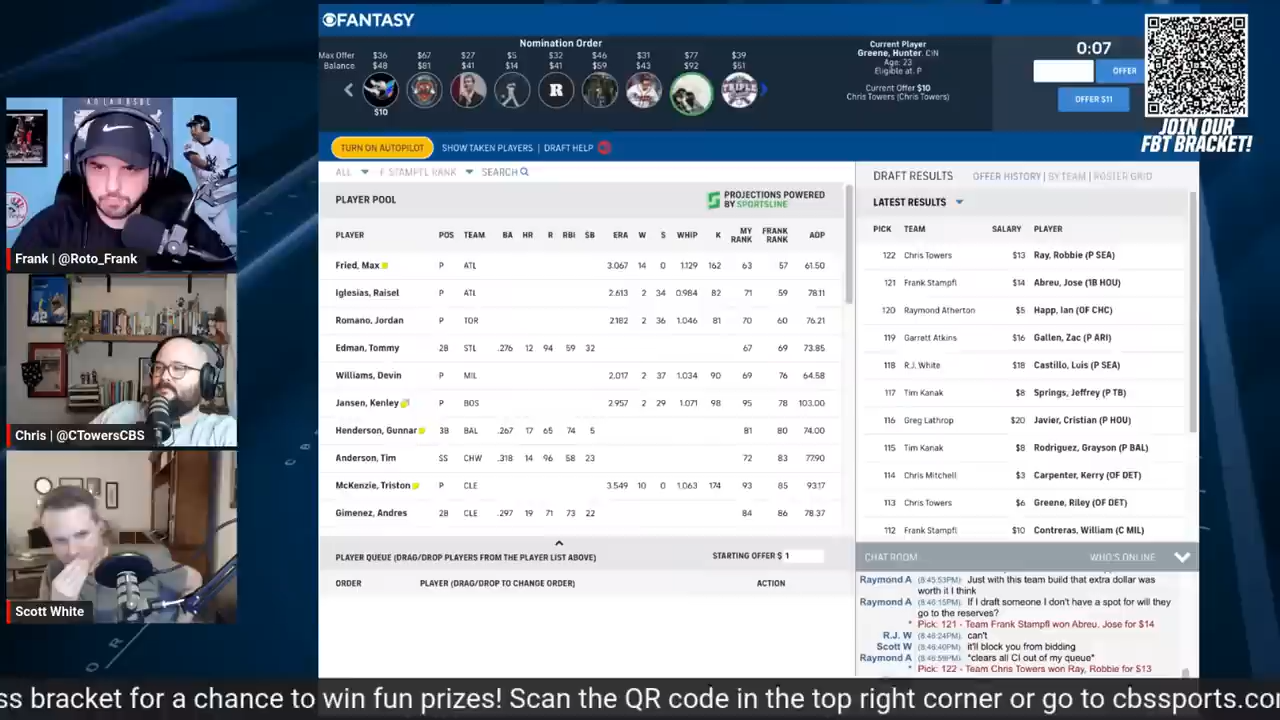 FANTASY
Nomination Order
Max Offer $36 $67 $27 $5 $32 $46 $31 $77 $39
Balance $48 $81 $41 $14 $41 $59 $43 $92 $51
R
TRIPLE
$10
Current Player
Greene, Hunter, CIN
Age: 23
Eligible at: P
Current Offer $10
Chris Towers (Chris Towers)
0:07
OFFER
OFFER $11
JOIN OUR
FBT BRACKET!
TURN ON AUTOPILOT
SHOW TAKEN PLAYERS | DRAFT HELP
ALL F STAMPFL RANK SEARCH
PLAYER POOL
PROJECTIONS POWERED
BY SPORTSLINE
PLAYER POS TEAM BA HR R RBI SB ERA W S WHIP K MY RANK FRANK RANK ADP
Fried, Max P ATL 3.067 14 0 1.129 162 63 57 61.50
Iglesias, Raisel P ATL 2.613 2 34 0.984 82 71 59 78.11
Romano, Jordan P TOR 2.182 2 36 1.046 81 70 60 76.21
Edman, Tommy 2B STL .276 12 94 59 32 67 69 73.85
Williams, Devin P MIL 2.017 2 37 1.034 90 69 76 64.58
Jansen, Kenley P BOS 2.957 2 29 1.071 98 95 78 103.00
Henderson, Gunnar 3B BAL .267 17 65 74 5 81 80 74.00
Anderson, Tim SS CHW .318 14 96 58 23 72 83 77.90
McKenzie, Triston P CLE 3.549 10 0 1.063 174 93 85 93.17
Gimenez, Andres 2B CLE .297 19 71 73 22 84 86 78.37
PLAYER QUEUE (DRAG/DROP PLAYERS FROM THE PLAYER LIST ABOVE)
STARTING OFFER $ 1
ORDER PLAYER (DRAG/DROP TO CHANGE ORDER) ACTION
DRAFT RESULTS
OFFER HISTORY | BY TEAM | ROSTER GRID
LATEST RESULTS
PICK TEAM SALARY PLAYER
122 Chris Towers $13 Ray, Robbie (P SEA)
121 Frank Stampfl $14 Abreu, Jose (1B HOU)
120 Raymond Atherton $5 Happ, Ian (OF CHC)
119 Garrett Atkins $16 Gallen, Zac (P ARI)
118 R.J. White $18 Castillo, Luis (P SEA)
117 Tim Kanak $8 Springs, Jeffrey (P TB)
116 Greg Lathrop $20 Javier, Cristian (P HOU)
115 Tim Kanak $8 Rodriguez, Grayson (P BAL)
114 Chris Mitchell $3 Carpenter, Kerry (OF DET)
113 Chris Towers $6 Greene, Riley (OF DET)
112 Frank Stampfl $10 Contreras, William (C MIL)
CHAT ROOM
WHO'S ONLINE
Raymond A (8:45:53PM): Just with this team build that extra dollar was
worth it I think
Raymond A (8:46:15PM): If I draft someone I don't have a spot for will they
go to the reserves?
* Pick: 121 - Team Frank Stampfl won Abreu, Jose for $14
R.J. W (8:46:24PM): can't
Scott W (8:46:40PM): it'll block you from bidding
Raymond A (8:46:59PM): *clears all CI out of my queue*
* Pick: 122 - Team Chris Towers won Ray, Robbie for $13
Frank | @Roto_Frank
Chris | @CTowersCBS
Scott White
ss bracket for a chance to win fun prizes! Scan the QR code in the top right corner or go to cbssports.com